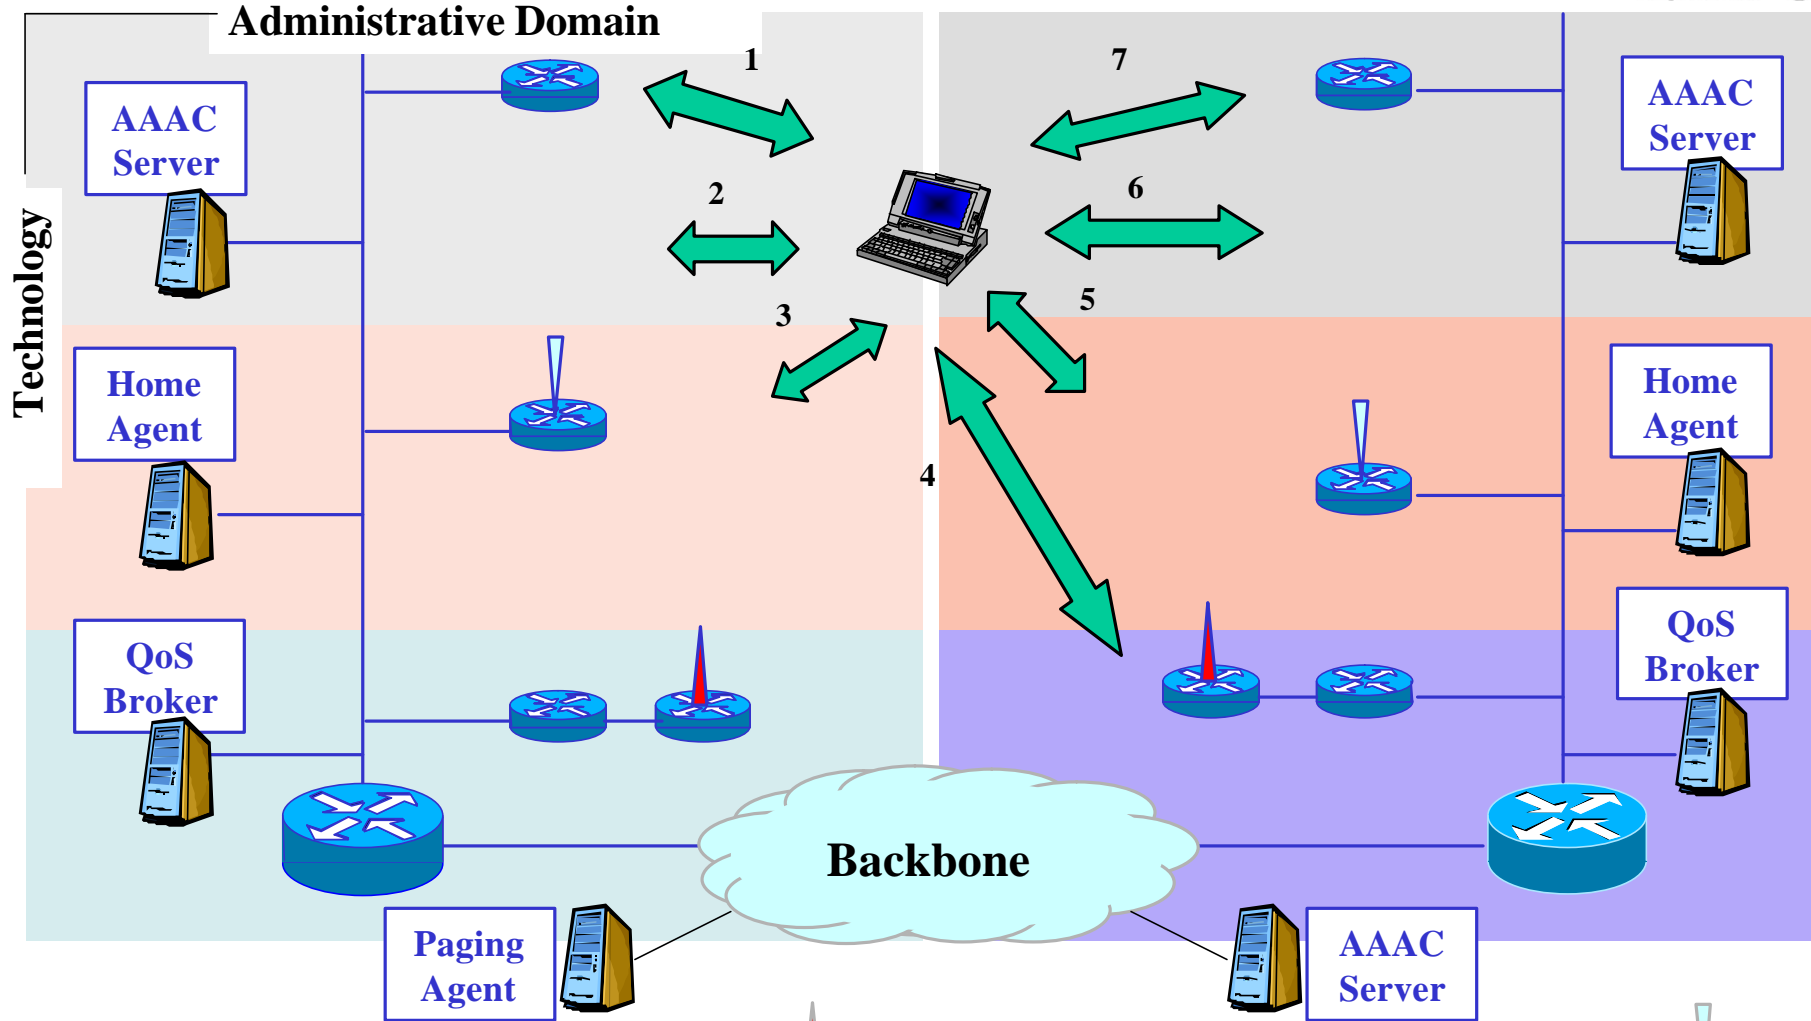 Administrative Domain
1
7
AAAC
Server
AAAC
Server
2
6
Technology
3
5
Home
Agent
Home
Agent
4
QoS
Broker
QoS
Broker
Backbone
Paging
Agent
AAAC
Server